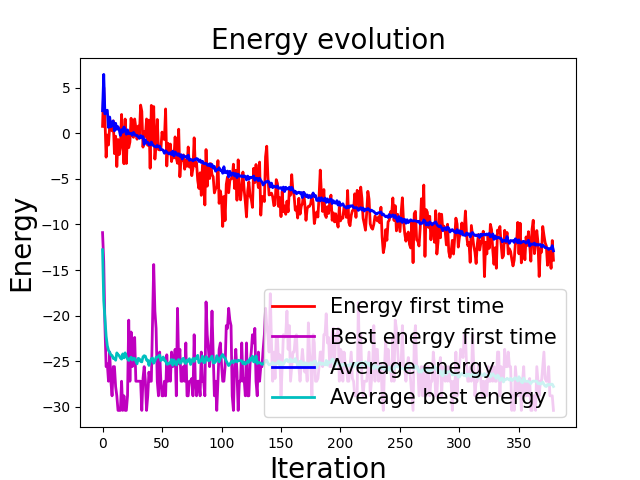 Energy evolution
Energy
5
0
−5
−10
−15
−20
−25
−30
Energy first time
Best energy first time
Average energy
Average best energy
0 50 100 150 200 250 300 350
Iteration